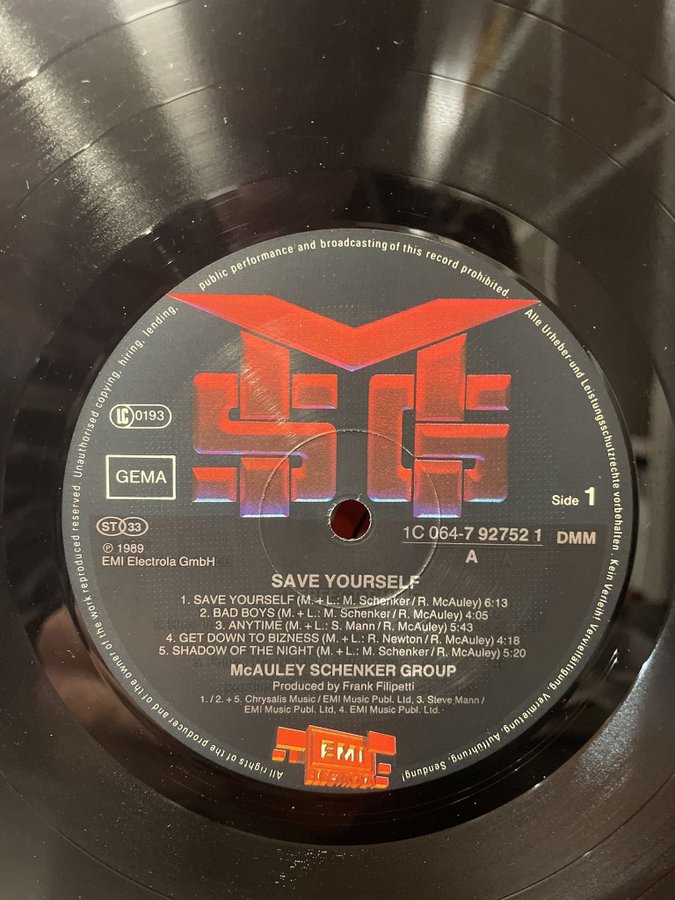 All rights of the producer and of the owner of the work reproduced reserved. Unauthorised copying, hiring, lending, public performance and broadcasting of this record prohibited.
Alle Urheber-und Leistungsschutzrechte vorbehalten. Kein Verleih! Vervielfältigung, Vermietung, Aufführung, Sendung!
MSG
LC 0193
GEMA
Side 1
ST 33
1C 064-7 92752 1 DMM
A
℗ 1989
EMI Electrola GmbH
SAVE YOURSELF
1. SAVE YOURSELF (M. + L.: M. Schenker / R. McAuley) 6:13
2. BAD BOYS (M. + L.: M. Schenker / R. McAuley) 4:05
3. ANYTIME (M. + L.: S. Mann / R. McAuley) 5:43
4. GET DOWN TO BIZNESS (M. + L.: R. Newton / R. McAuley) 4:18
5. SHADOW OF THE NIGHT (M. + L.: M. Schenker / R. McAuley) 5:20
McAULEY SCHENKER GROUP
Produced by Frank Filipetti
1. / 2. + 5. Chrysalis Music / EMI Music Publ. Ltd, 3. Steve Mann /
EMI Music Publ. Ltd, 4. EMI Music Publ. Ltd.
EMI
ELECTROLA